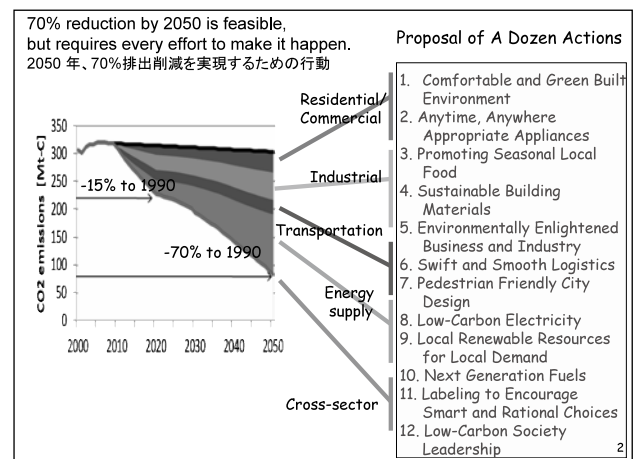 70% reduction by 2050 is feasible,
but requires every effort to make it happen.
2050 年、70%排出削減を実現するための行動
Proposal of A Dozen Actions
CO2 emissions [Mt-C]
350
300
250
200
150
100
50
0
2000
2010
2020
2030
2040
2050
-15% to 1990
-70% to 1990
Residential/
Commercial
Industrial
Transportation
Energy
supply
Cross-sector
1. Comfortable and Green Built
Environment
2. Anytime, Anywhere
Appropriate Appliances
3. Promoting Seasonal Local
Food
4. Sustainable Building
Materials
5. Environmentally Enlightened
Business and Industry
6. Swift and Smooth Logistics
7. Pedestrian Friendly City
Design
8. Low-Carbon Electricity
9. Local Renewable Resources
for Local Demand
10. Next Generation Fuels
11. Labeling to Encourage
Smart and Rational Choices
12. Low-Carbon Society
Leadership
2